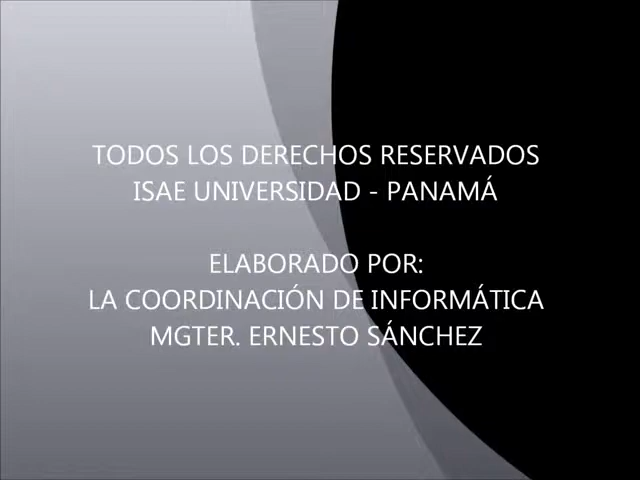 TODOS LOS DERECHOS RESERVADOS
ISAE UNIVERSIDAD - PANAMÁ
ELABORADO POR:
LA COORDINACIÓN DE INFORMÁTICA
MGTER. ERNESTO SÁNCHEZ